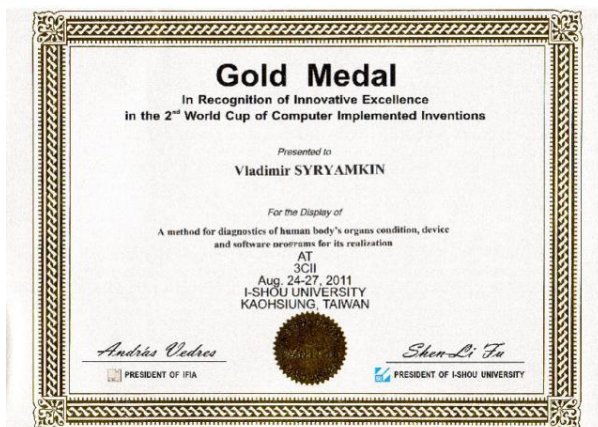 Gold Medal
In Recognition of Innovative Excellence
in the 2nd World Cup of Computer Implemented Inventions
Presented to
Vladimir SYRYAMKIN
For the Display of
A method for diagnostics of human body's organs condition, device
and software programs for its realization
AT
3CII
Aug. 24-27, 2011
I-SHOU UNIVERSITY
KAOHSIUNG, TAIWAN
András Vedres
Shen-Li Fu
PRESIDENT OF IFIA
PRESIDENT OF I-SHOU UNIVERSITY